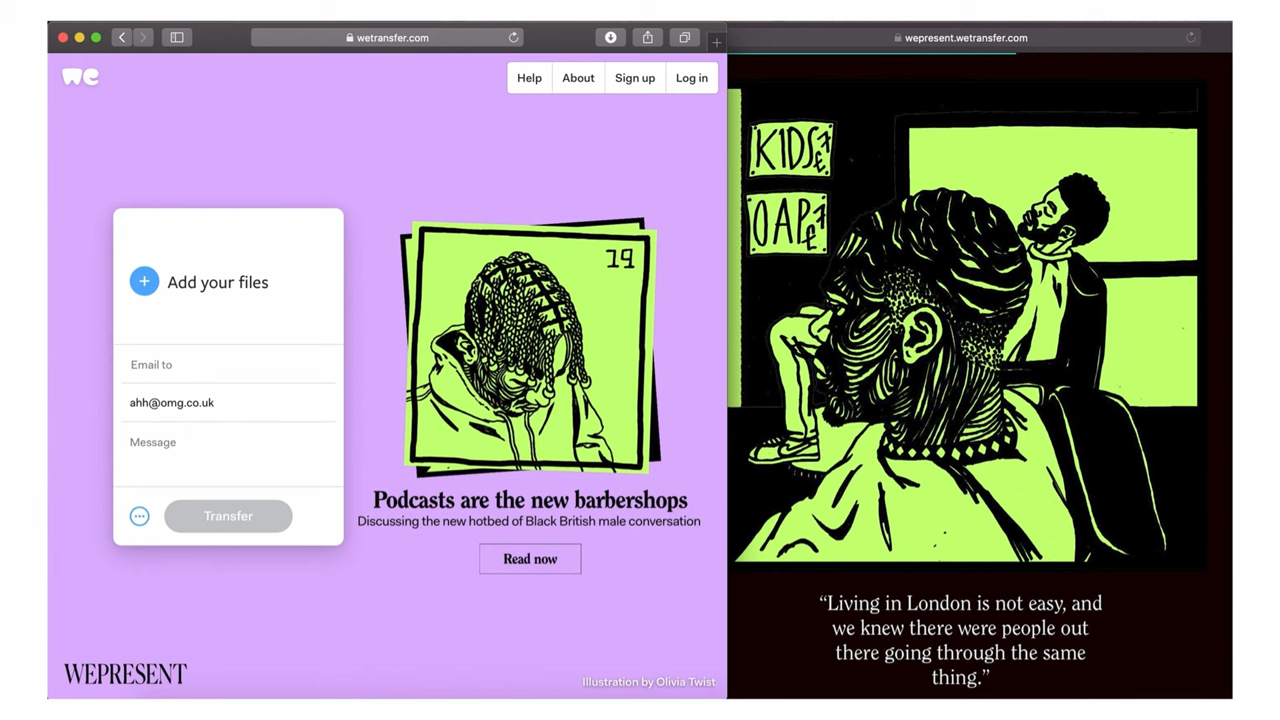 wetransfer.com
we
Help
About
Sign up
Log in
Add your files
Email to
ahh@omg.co.uk
Message
Transfer
19
Podcasts are the new barbershops
Discussing the new hotbed of Black British male conversation
Read now
WEPRESENT
Illustration by Olivia Twist
wepresent.wetransfer.com
KIDS £7
OAP £7
“Living in London is not easy, and
we knew there were people out
there going through the same
thing.”